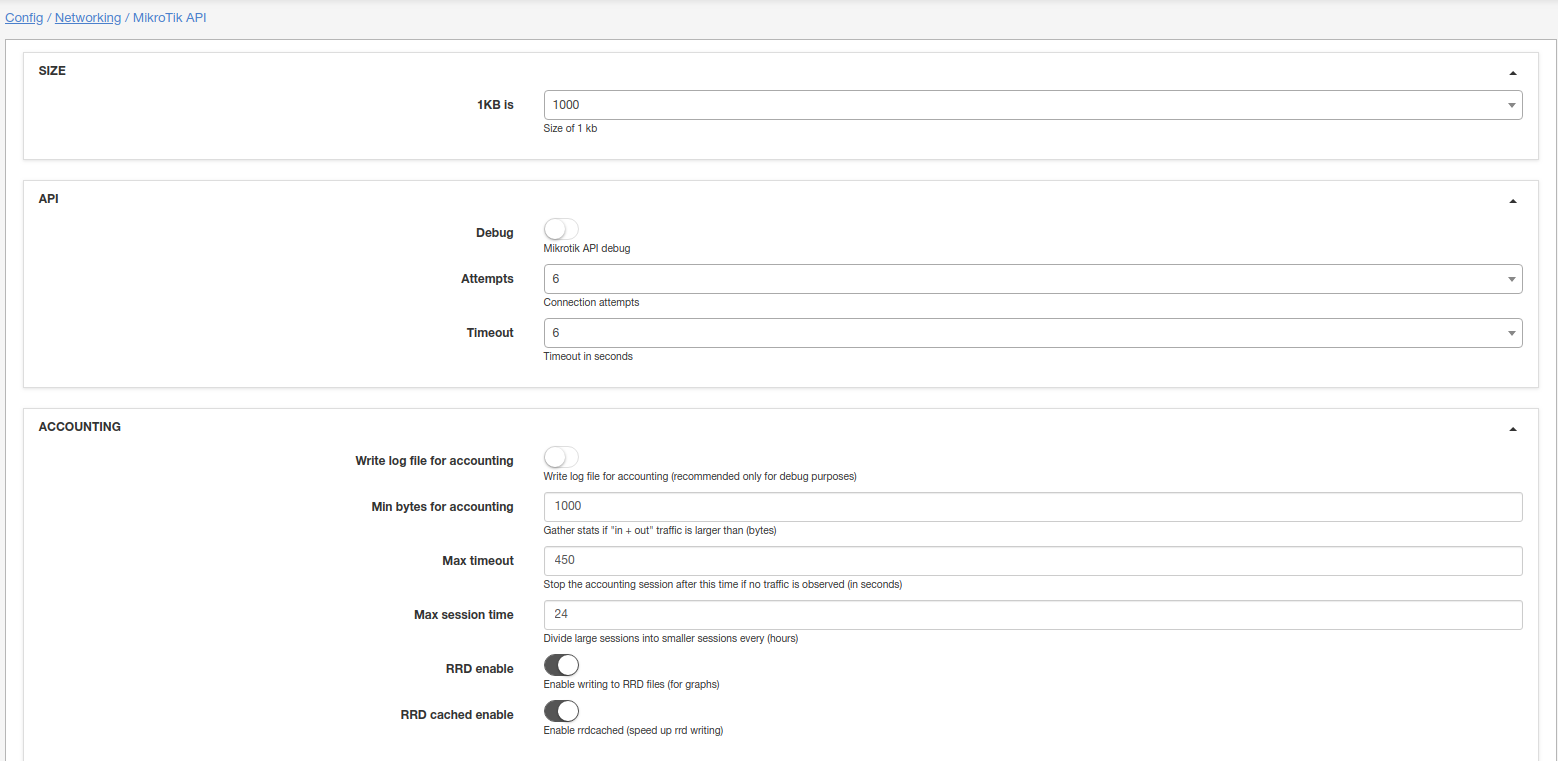 Config / Networking / MikroTik API
SIZE
1KB is 1000
Size of 1 kb
API
Debug
Mikrotik API debug
Attempts 6
Connection attempts
Timeout 6
Timeout in seconds
ACCOUNTING
Write log file for accounting
Write log file for accounting (recommended only for debug purposes)
Min bytes for accounting 1000
Gather stats if "in + out" traffic is larger than (bytes)
Max timeout 450
Stop the accounting session after this time if no traffic is observed (in seconds)
Max session time 24
Divide large sessions into smaller sessions every (hours)
RRD enable
Enable writing to RRD files (for graphs)
RRD cached enable
Enable rrdcached (speed up rrd writing)